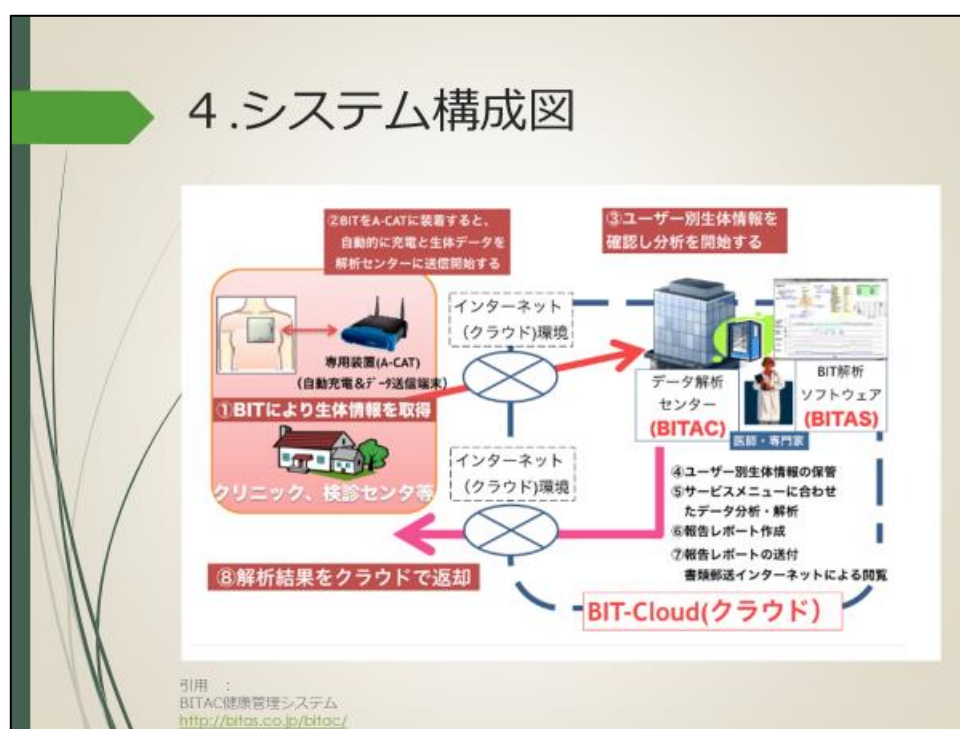 ４.システム構成図
②BITをA-CATに装着すると、
自動的に充電と生体データを
解析センターに送信開始する
③ユーザー別生体情報を
確認し分析を開始する
インターネット
（クラウド）環境
専用装置(A-CAT)
（自動充電＆ﾃﾞｰﾀ送信端末）
①BITにより生体情報を取得
クリニック、検診センタ等
データ解析
センター
(BITAC)
BIT解析
ソフトウェア
(BITAS)
医師・専門家
インターネット
（クラウド）環境
④ユーザー別生体情報の保管
⑤サービスメニューに合わせ
たデータ分析・解析
⑥報告レポート作成
⑦報告レポートの送付
書類郵送インターネットによる閲覧
⑧解析結果をクラウドで返却
BIT-Cloud(クラウド）
引用　：
BITAC健康管理システム
http://bitas.co.jp/bitac/